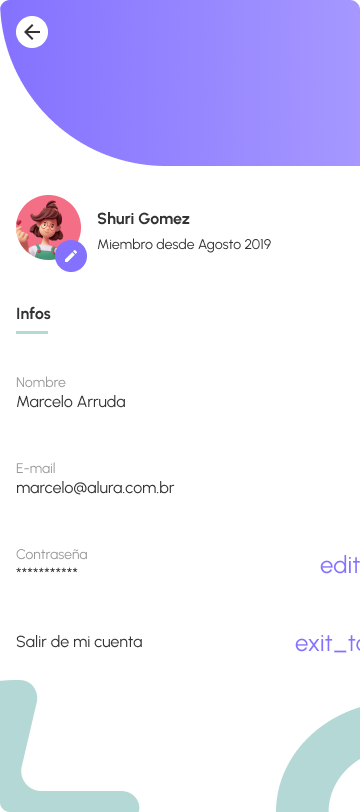 Shuri Gomez
Miembro desde Agosto 2019
Infos
Nombre
Marcelo Arruda
E-mail
marcelo@alura.com.br
Contraseña
***********
edit
Salir de mi cuenta
exit_to